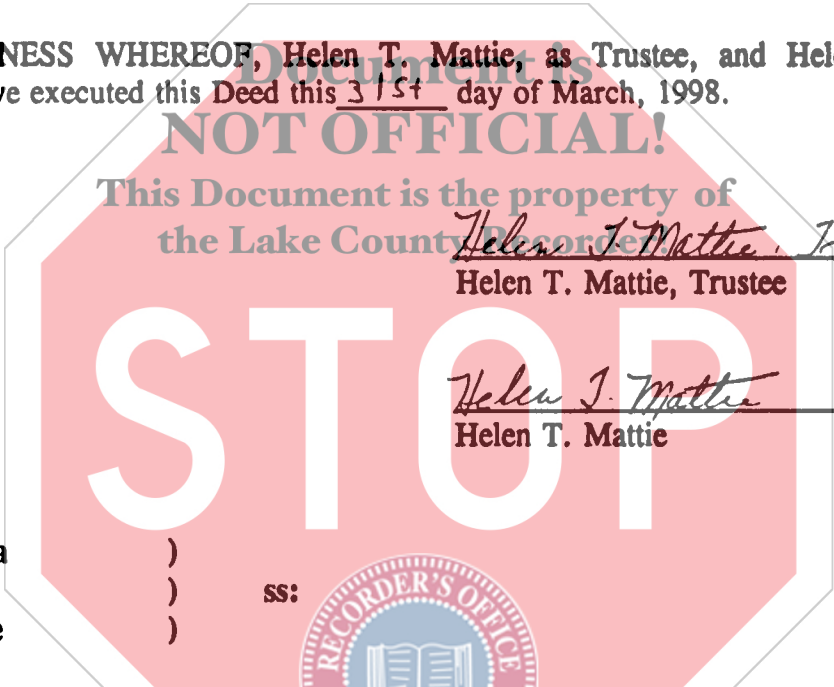 NESS WHEREOF, Helen T. Mattie, as Trustee, and Hel
e executed this Deed this 31st day of March, 1998.
Document is
NOT OFFICIAL!
This Document is the property of
the Lake County Recorder!
Helen T. Mattie, T
Helen T. Mattie, Trustee
Helen T. Mattie
Helen T. Mattie
STOP
a )
) ss:
e )
RECORDER'S OFFICE